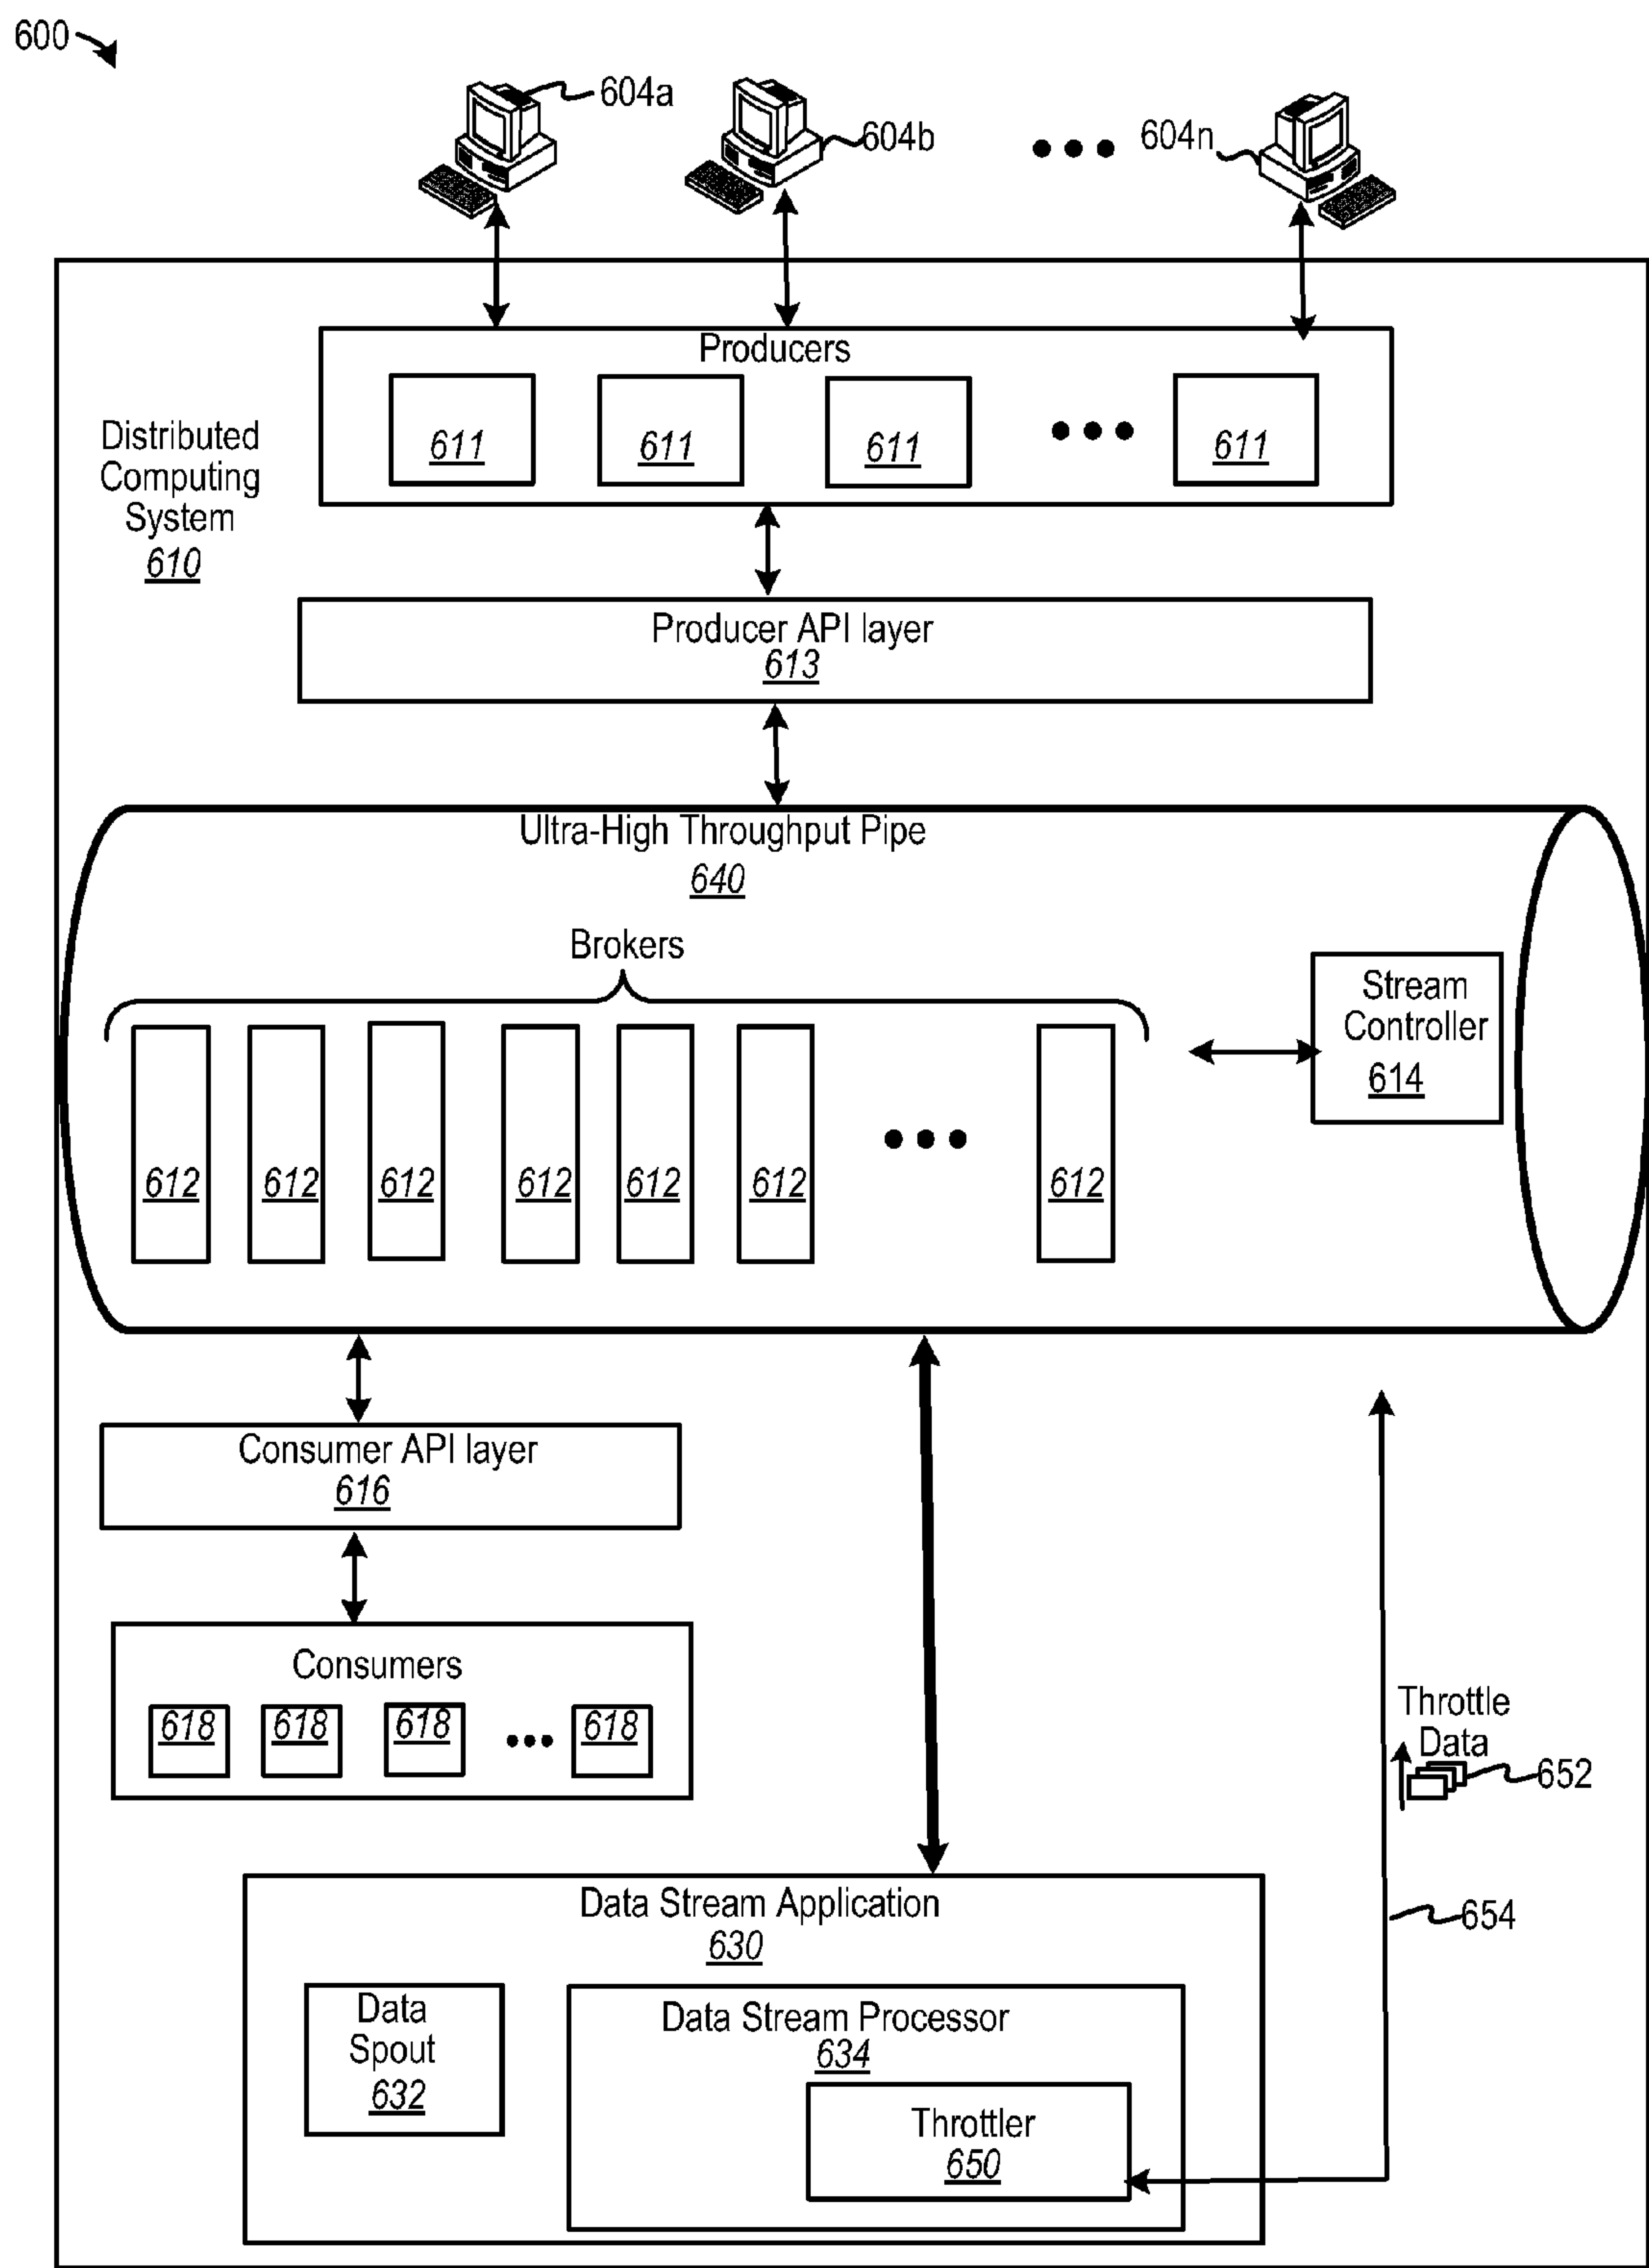 600
604a
604b
604n
Producers
611
611
611
611
Distributed
Computing
System
610
Producer API layer
613
Ultra-High Throughput Pipe
640
Brokers
Stream
Controller
614
612
612
612
612
612
612
612
Consumer API layer
616
Consumers
618
618
618
618
Throttle
Data
652
654
Data Stream Application
630
Data
Spout
632
Data Stream Processor
634
Throttler
650